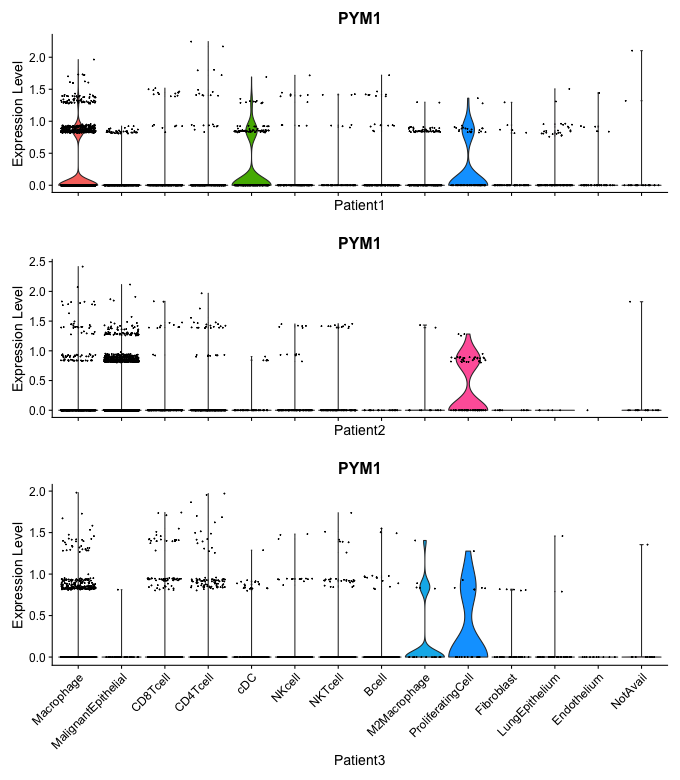 PYM1
Expression Level
2.0
1.5
1.0
0.5
0.0
Patient1
PYM1
Expression Level
2.5
2.0
1.5
1.0
0.5
0.0
Patient2
PYM1
Expression Level
2.0
1.5
1.0
0.5
0.0
Macrophage
MalignantEpithelial
CD8Tcell
CD4Tcell
cDC
NKcell
NKTcell
Bcell
M2Macrophage
ProliferatingCell
Fibroblast
LungEpithelium
Endothelium
NotAvail
Patient3